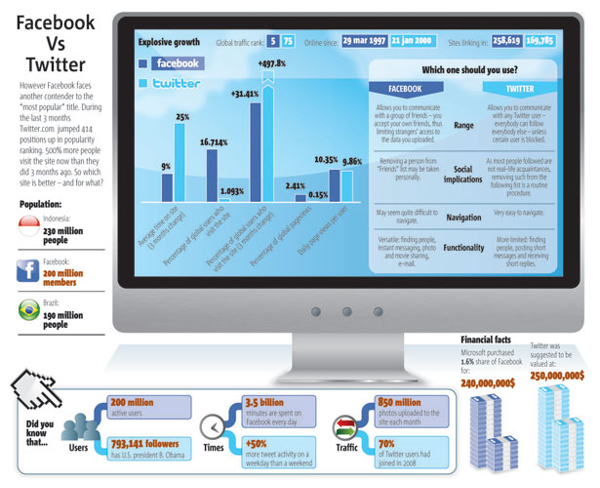 Facebook
Vs
Twitter
However Facebook faces
another contender to the
"most popular" title. During
the last 3 months
Twitter.com jumped 414
positions up in popularity
ranking. 500% more people
visit the site now than they
did 3 months ago. So which
site is better – and for what?
Population:
Indonesia:
230 million
people
Facebook:
200 million
members
Brazil:
190 million
people
Explosive growth
Global traffic rank: 5 75
Online since: 29 mar 1997 21 jan 2000
Sites linking in: 258,619 169,785
facebook
twitter
9%
25%
16.714%
1.093%
+31.41%
+497.8%
2.41%
0.15%
10.35%
9.86%
Average time on site
(3 months change)
Percentage of global users who
visit the site
Percentage of global users who
visit the site (3 months change)
Percentage of global pageviews
Daily page views per user
Which one should you use?
FACEBOOK
TWITTER
Allows you to communicate
with a group of friends – you
accept your own friends, thus
limiting strangers' access to
the data you uploaded.
Range
Allows you to communicate
with any Twitter user –
everybody can follow
everybody else – unless
certain user is blocked.
Removing a person from
"Friends" list may be taken
personally.
Social
implications
As most people followed are
not real-life acquaintances,
removing such from the
following list is a routine
procedure.
May seem quite difficult to
navigate.
Navigation
Very easy to navigate.
Versatile: finding people,
instant messaging, photo
and movie sharing,
e-mail.
Functionality
More limited: finding
people, posting short
messages and receiving
short replies.
Financial facts
Microsoft purchased
1.6% share of Facebook
for:
240,000,000$
Twitter was
suggested to be
valued at:
250,000,000$
Did you
know
that...
Users
200 million
active users
793,141 followers
has U.S. president B. Obama
Times
3.5 billion
minutes are spent on
Facebook every day
+50%
more tweet activity on a
weekday than a weekend
Traffic
850 million
photos uploaded to the
site each month
70%
of Twitter users had
joined in 2008